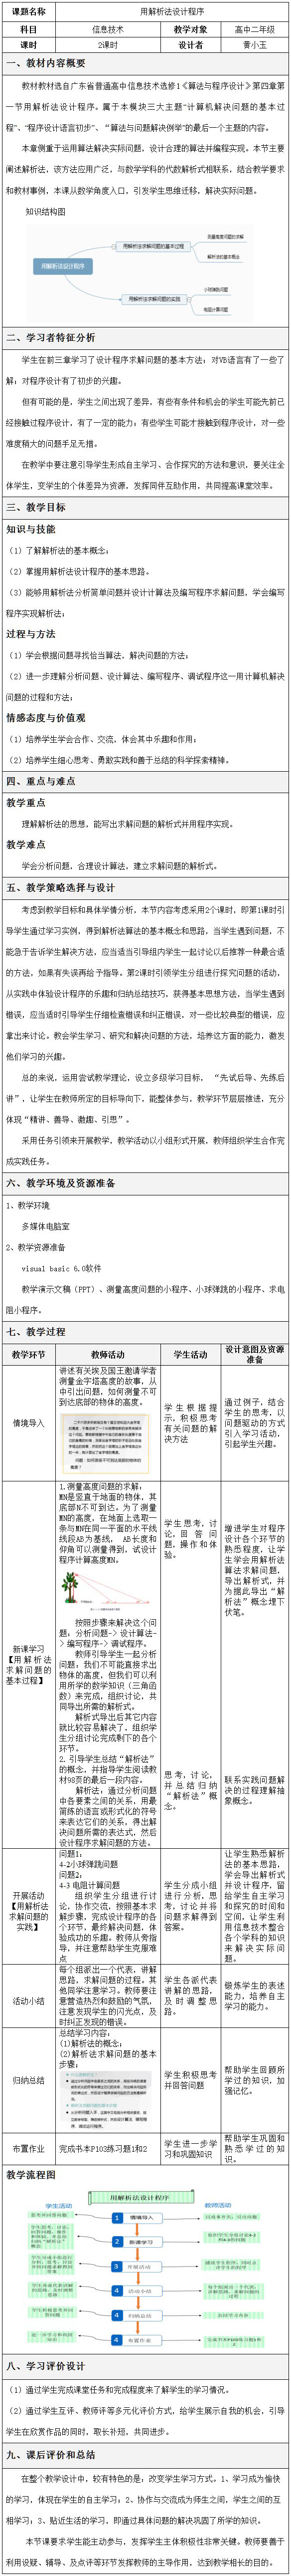 课题名称 用解析法设计程序
科目 信息技术 教学对象 高中二年级
课时 2课时 设计者 黄小玉
一、教材内容概要
教材教材选自广东省普通高中信息技术选修1《算法与程序设计》第四章第
一节用解析法设计程序。属于本模块三大主题“计算机解决问题的基本过
程”、“程序设计语言初步”、“算法与问题解决例举”的最后一个主题的内容。
本章侧重于运用算法解决实际问题，设计合理的算法并编程实现。本节主要
阐述解析法，该方法应用广泛，与数学学科的代数解析式相联系，结合教学要求
和教材事例，本课从数学角度入口，引发学生思维迁移，解决实际问题。
知识结构图
用解析法设计程序
用解析法求解问题的基本过程
测量高度问题的求解
解析法的基本概念
用解析法求解问题的实践
小球弹跳问题
电阻计算问题
二、学习者特征分析
学生在前三章学习了设计程序求解问题的基本方法；对VB语言有了一些了
解；对程序设计有了初步的兴趣。
但有可能的是，学生之间出现了差异，有些有条件和机会的学生可能先前已
经接触过程序设计，有了一定的能力；有些学生可能才接触到程序设计，对一些
难度稍大的问题手足无措。
在教学中要注意引导学生形成自主学习、合作探究的方法和意识，要关注全
体学生，变学生的个体差异为资源，发挥同伴互助作用，共同提高课堂效率。
三、教学目标
知识与技能
（1）了解解析法的基本概念；
（2）掌握用解析法设计程序的基本思路。
（3）能够用解析法分析简单问题并设计计算法及编写程序求解问题，学会编写
程序实现解析法；
过程与方法
（1）学会根据问题寻找恰当算法，解决问题的方法；
（2）进一步理解分析问题、设计算法、编写程序、调试程序这一用计算机解决
问题的过程和方法；
情感态度与价值观
（1）培养学生学会合作、交流，体会其中乐趣和作用；
（2）培养学生细心思考、勇敢实践和善于总结的科学探索精神。
四、重点与难点
教学重点
理解解析法的思想，能写出求解问题的解析式并用程序实现。
教学难点
学会分析问题，合理设计算法，建立求解问题的解析式。
五、教学策略选择与设计
考虑到教学目标和具体学情分析，本节内容考虑采用2个课时，即第1课时引
导学生通过学习实例，得到解析法算法的基本概念和思路，当学生遇到问题，不
能急于告诉学生解决方法，应当适当引导组内学生一起讨论以后推荐一种最合适
的方法，如果有失误再给予指导。第2课时引领学生分组进行探究问题的活动，
从实践中体验设计程序的乐趣和归纳总结技巧，获得基本思想方法，当学生遇到
错误，应当适时引导学生仔细检查错误和纠正错误，对一些比较典型的错误，应
拿出来讨论。教会学生学习、研究和解决问题的方法，培养这方面的能力，激发
他们学习的兴趣。
总的来说，运用尝试教学理论，设立多级学习目标， “先试后导、先练后
讲”，让学生在教师所定的目标导向下，能整体参与，教学环节层层推进，充分
体现“精讲、善导、激趣、引思”。
采用任务引领来开展教学，教学活动以小组形式开展，教师组织学生合作完
成实践任务。
六、教学环境及资源准备
1、教学环境
多媒体电脑室
2、教学资源准备
visual basic 6.0软件
教学演示文稿（PPT）、测量高度问题的小程序、小球弹跳的小程序、求电
阻小程序。
七、教学过程
教学环节 教师活动 学生活动 设计意图及资源
准备
情境导入
讲述有关埃及国王邀请学者
测量金字塔高度的故事，从
中引出问题，如何测量不可
到达底部的物体的高度。
问题：如何测量不可到达底部的物体的高度？
学生根据提
示，积极思考
有关问题的解
决方法
通过例子，结合
学生的思考，以
问题驱动的方式
引入学习活动，
引起学生兴趣。
新课学习
【用解析法
求解问题的
基本过程】
1.测量高度问题的求解，
MN是竖直于地面的物体，其
底部N不可到达。为了测量
MN的高度，在地面上选取一
条与MN在同一平面的水平线
线段AB为基线， AB长度和
仰角可以测量得到，试设计
程序计算高度MN。
按照步骤来解决这个问
题，分析问题->设计算法-
>编写程序->调试程序。
教师引导学生一起分析
问题：我们不可能直接求出
物体的高度，但我们可以利
用所学的数学知识（三角函
数）来完成，组织讨论，共
同导出所需的解析式。
解析式导出后其它内容
就比较容易解决了，组织学
生分组讨论完成剩下的各个
环节。
2. 引导学生总结“解析法”
的概念，并指导学生阅读教
材98页的最后一段内容。
解析法，通过分析问题
中各要素之间的关系，用最
简练的语言或形式化的符号
来表达它们的关系，得出解
决问题所需的表达式，然后
设计程序求解问题的方法。
学生思考，讨
论，回答问
题，操作和体
验。
思考，讨论，
并总结归纳
“解析法”概
念。
增进学生对程序
设计各个环节的
熟悉程度，让学
生学会用解析法
算法求解问题，
导出解析式，并
为据此导出“解
析法”概念埋下
伏笔。
联系实践问题解
决的过程理解抽
象概念。
开展活动
【用解析法
求解问题的
实践】
问题1：
4-2小球弹跳问题
问题2：
4-3 电阻计算问题
组织学生分组进行讨
论，协作交流，按照基本求
解步骤，完成设计程序的各
个环节，最终解决问题，体
验成功的乐趣。教师从旁指
导，并注意帮助学生克服难
点
学生分成小组
进行分析，思
考，讨论并将
问题求解得到
答案。
让学生熟悉解析
法的基本思路，
学会导出解析式
并设计程序，留
给学生自主学习
和探究的时间和
空间，让学生利
用信息技术整合
各个学科的知识
来解决实际问
题。
活动小结
每个组派出一个代表，讲解
思路，求解问题的过程。其
他同学注意学习。教师要注
意营造热烈和鼓励的气氛，
注意发现学生的闪光点，及
时纠正发现的错误。
学生各派代表
讲解的思路，
及时调整思
路。
锻炼学生的表述
能力，培养自主
学习的能力。
归纳总结
总结学习内容：
(1)解析法的概念；
(2)解析法求解问题的基本
步骤；
学生积极思考
并回答问题
帮助学生回顾所
学过的知识，加
强记忆。
布置作业 完成书本P103练习题1和2
学生进一步学
习和巩固知识
帮助学生巩固和
熟悉学过的知
识。
教学流程图
用解析法设计程序
学生活动 教师活动
1 情境导入
2 新课学习
3 开展活动
4 活动小结
4 归纳总结
4 布置作业
八、学习评价设计
（1）通过学生完成课堂任务和完成程度来了解学生的学习情况。
（2）通过学生互评、教师评等多元化评价方式，给学生展示自我的机会，引导
学生在欣赏作品的同时，取长补短，共同进步。
九、课后评价和总结
在整个教学设计中，较有特色的是：改变学生学习方式。1、学习成为愉快
的学习，体现在学生的自主学习；2、协作与交流成为师生之间，学生之间的互
相学习；3、贴近生活的学习，即通过具体问题的解决巩固了所学的知识。
本节课要求学生能主动参与，发挥学生主体积极性非常关键。教师要善于
利用设疑、辅导、及点评等环节发挥教师的主导作用，达到教学相长的目的。